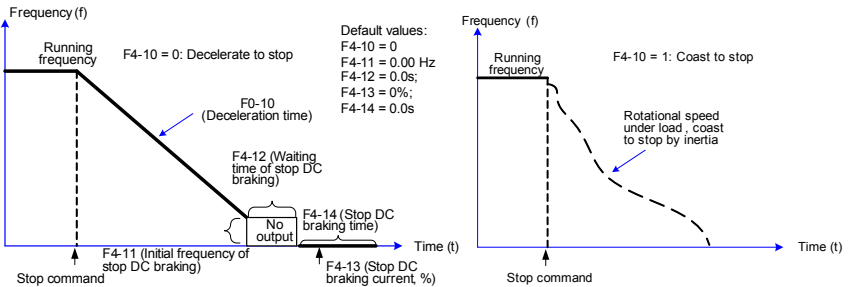 Frequency (f)
Running
frequency
F4-10 = 0: Decelerate to stop
F0-10
(Deceleration time)
F4-12 (Waiting
time of stop DC
braking)
No
output
F4-14 (Stop DC
braking time)
Time (t)
F4-11 (Initial frequency of
stop DC braking)
Stop command
F4-13 (Stop DC
braking current, %)
Default values:
F4-10 = 0
F4-11 = 0.00 Hz
F4-12 = 0.0s;
F4-13 = 0%;
F4-14 = 0.0s
Frequency (f)
Running
frequency
F4-10 = 1: Coast to stop
Rotational speed
under load , coast
to stop by inertia
Time (t)
Stop command